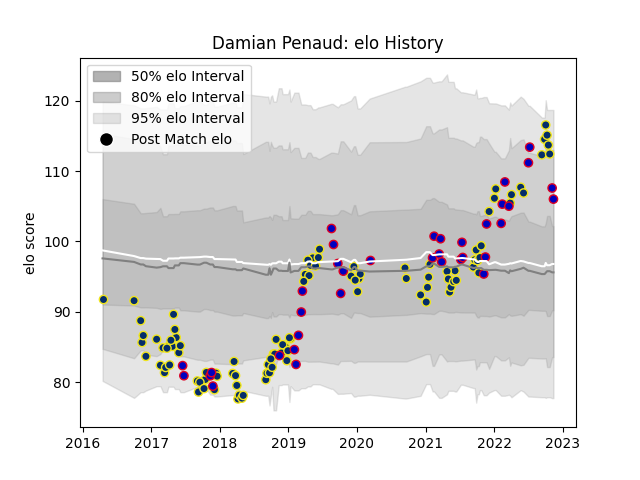 Damian Penaud: elo History
50% elo Interval
80% elo Interval
95% elo Interval
Post Match elo
elo score
120
110
100
90
80
2016 2017 2018 2019 2020 2021 2022 2023